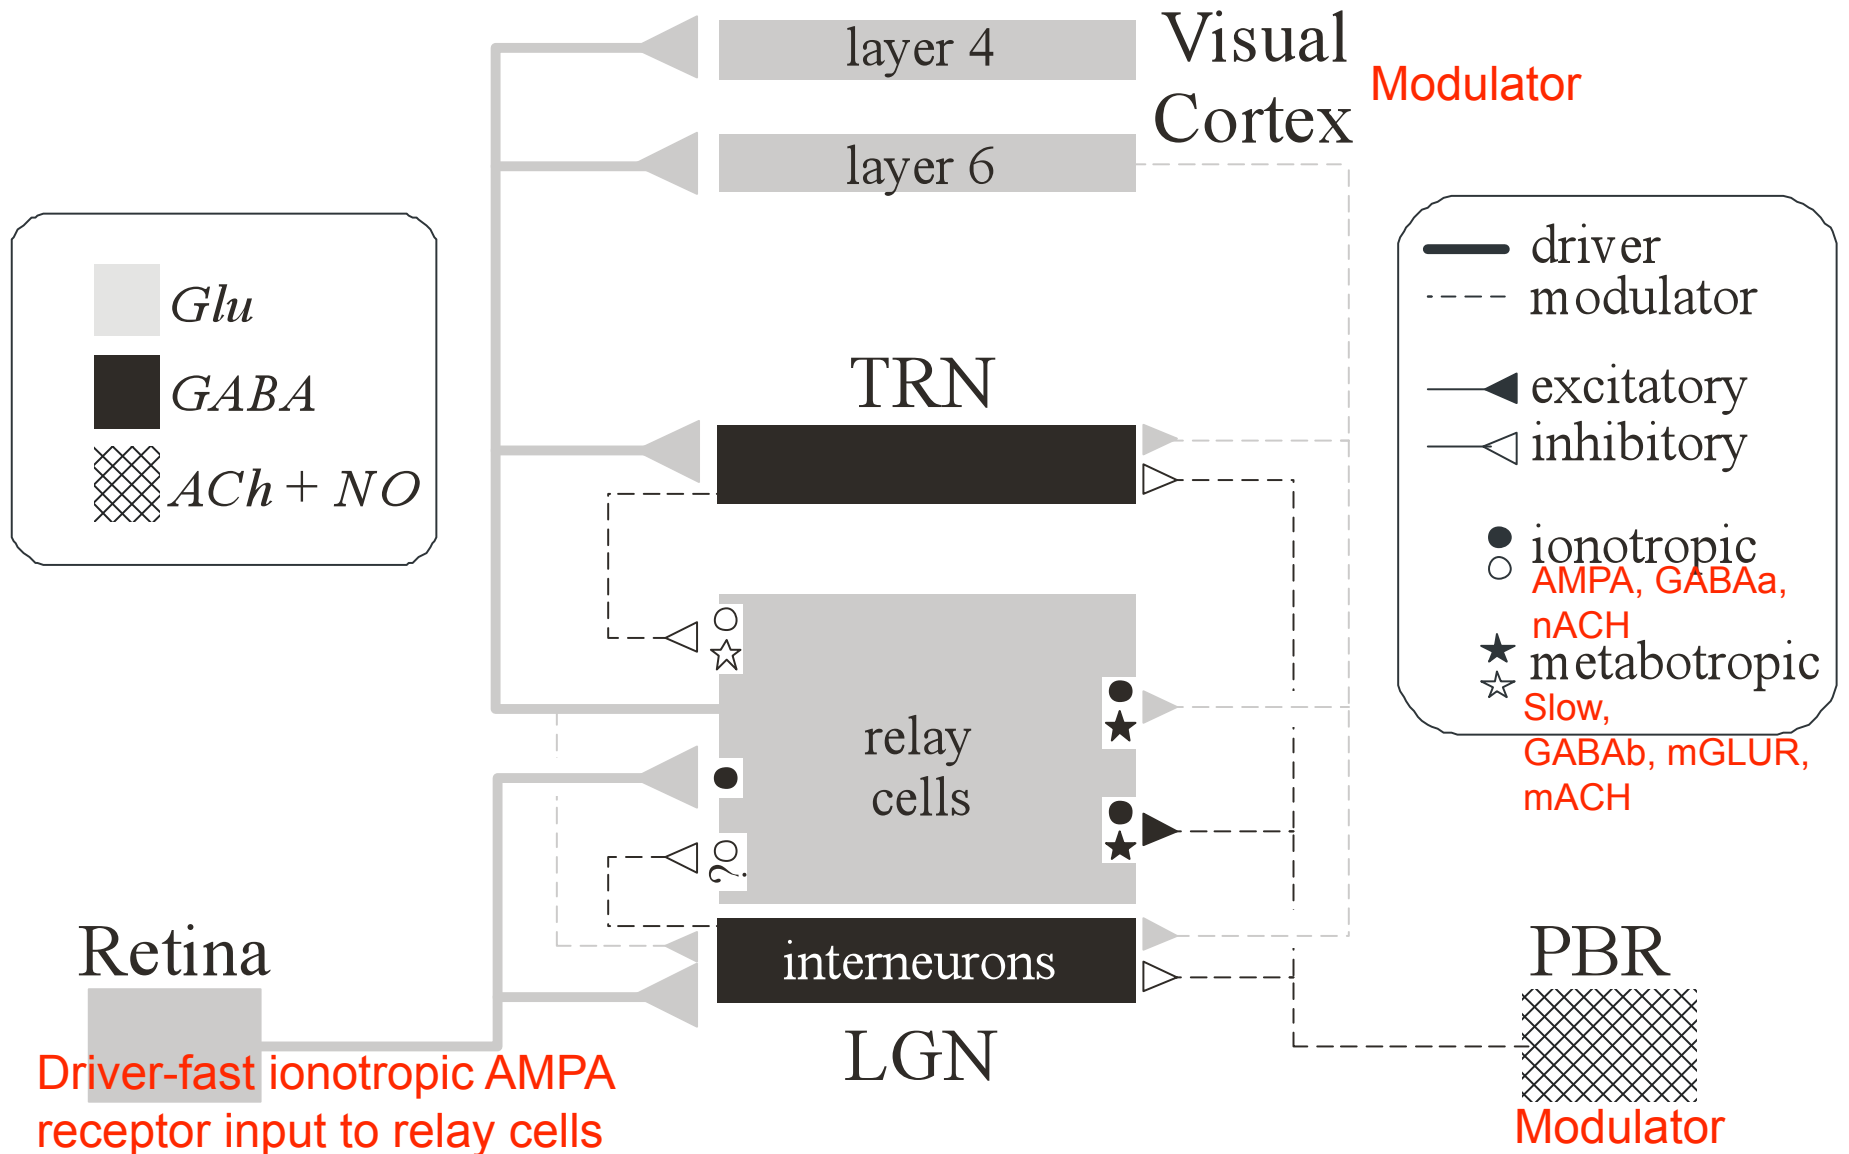 layer 4
Visual
Cortex
Modulator
layer 6
Glu
GABA
ACh + NO
driver
modulator
excitatory
inhibitory
ionotropic
AMPA, GABAa,
nACH
metabotropic
Slow,
GABAb, mGLUR,
mACH
TRN
relay
cells
?
interneurons
LGN
Retina
Driver-fast ionotropic AMPA
receptor input to relay cells
PBR
Modulator